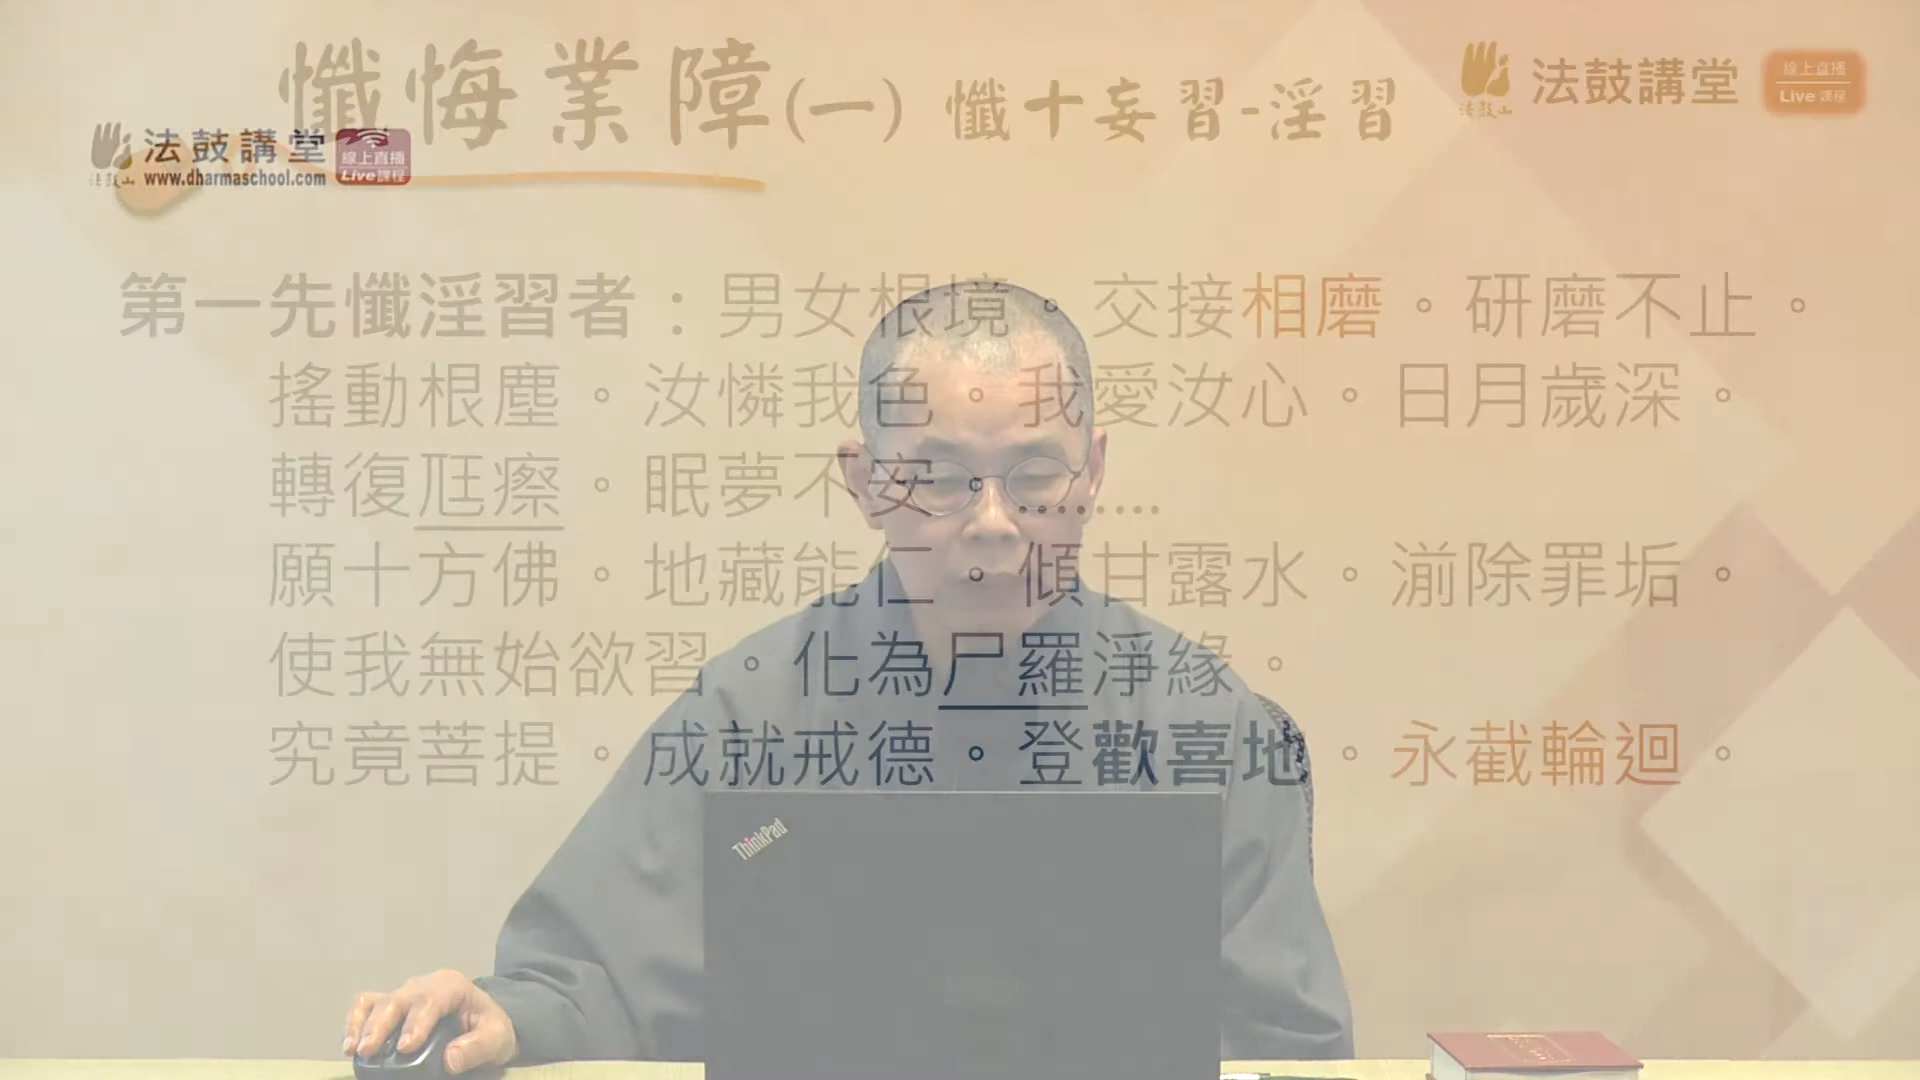 懺悔業障(一) 懺十妄習-淫習
法鼓講堂
線上直播
Live 課程
法鼓山
法鼓講堂
www.dharmaschool.com
線上直播
Live 課程
法鼓山
第一先懺淫習者：男女根境。交接相磨。研磨不止。
搖動根塵。汝憐我色。我愛汝心。日月歲深。
轉復尫瘵。眠夢不安。........
願十方佛。地藏能仁。傾甘露水。湔除罪垢。
使我無始欲習。化為尸羅淨緣。
究竟菩提。成就戒德。登歡喜地。永截輪迴。
ThinkPad